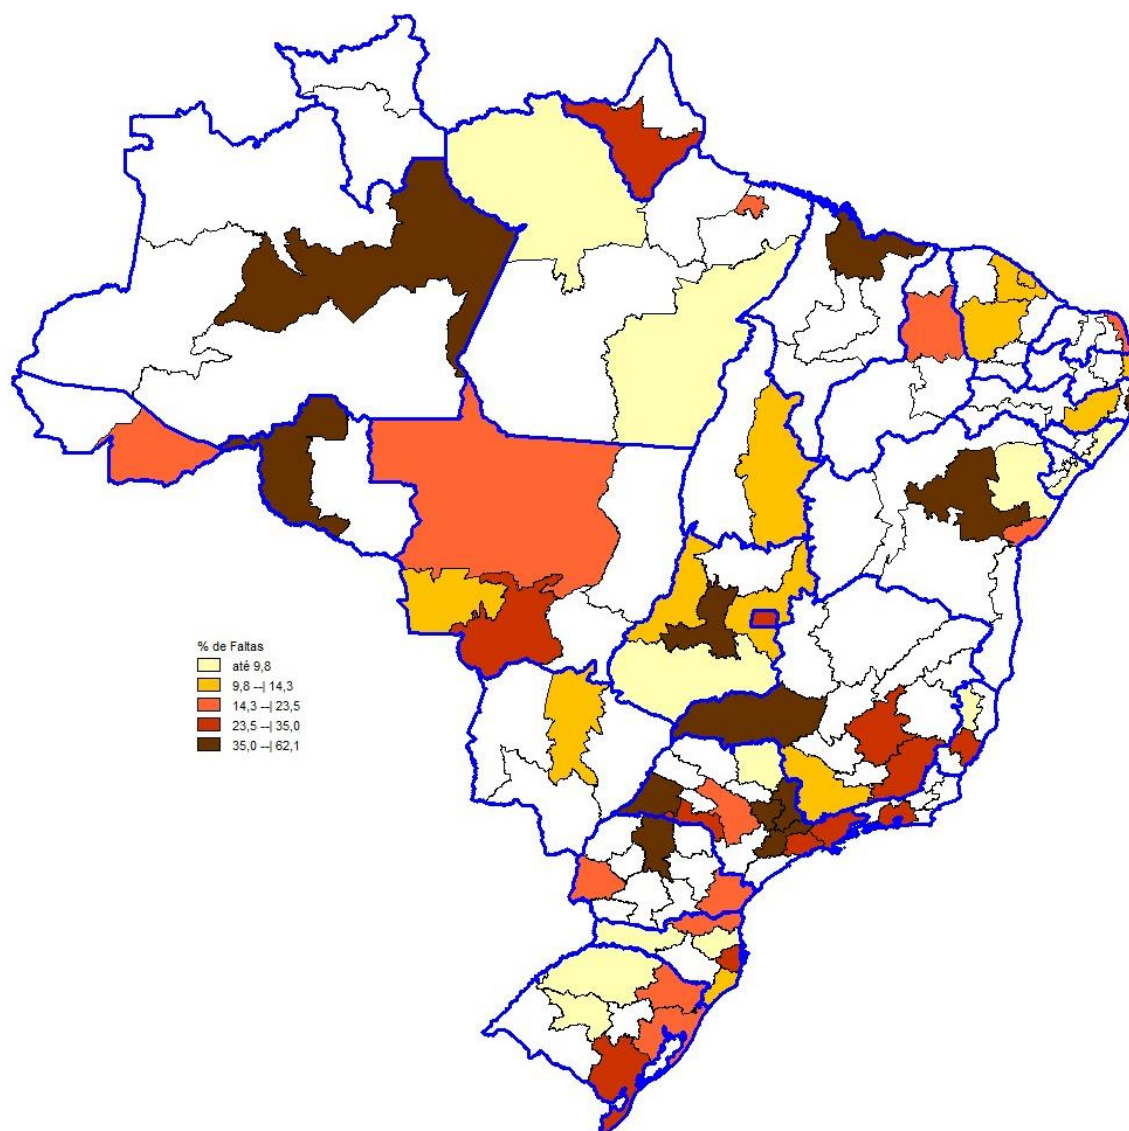 % de Faltas
até 9,8
9,8 --| 14,3
14,3 --| 23,5
23,5 --| 35,0
35,0 --| 62,1